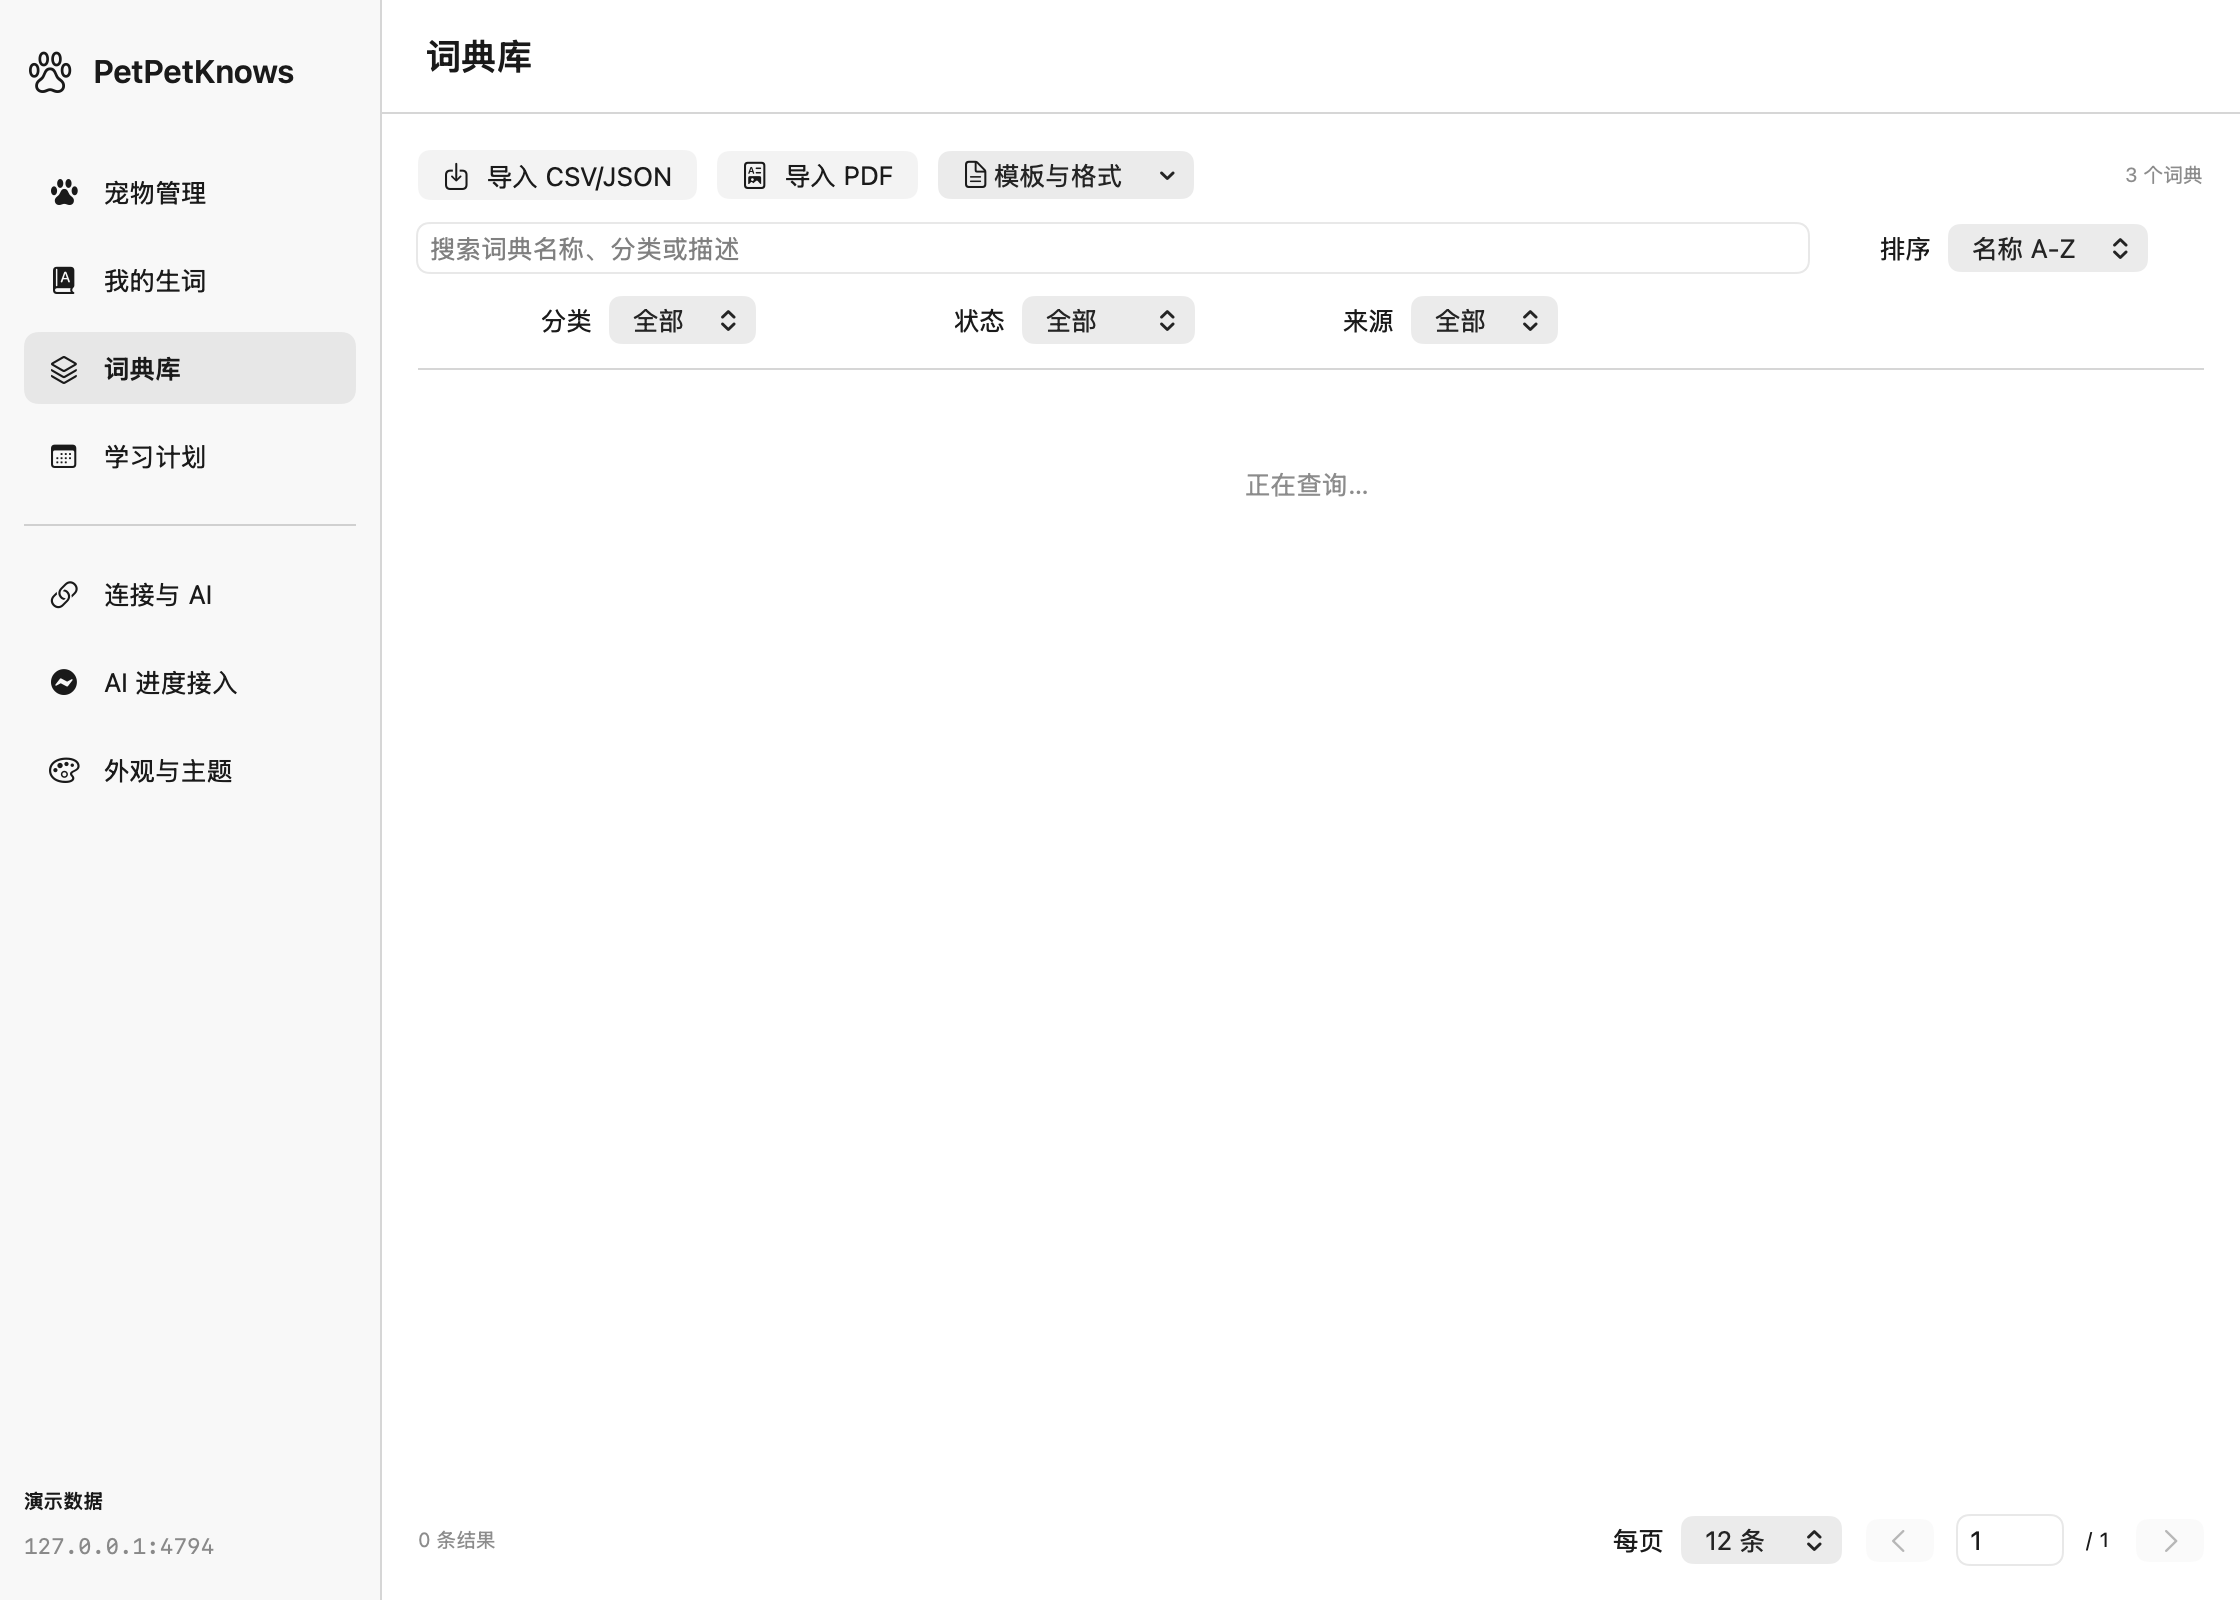 PetPetKnows
宠物管理
我的生词
词典库
学习计划
连接与 AI
AI 进度接入
外观与主题
演示数据
127.0.0.1:4794
词典库
导入 CSV/JSON
导入 PDF
模板与格式
3 个词典
搜索词典名称、分类或描述
排序 名称 A-Z
分类 全部
状态 全部
来源 全部
正在查询...
0 条结果
每页 12 条
1 / 1